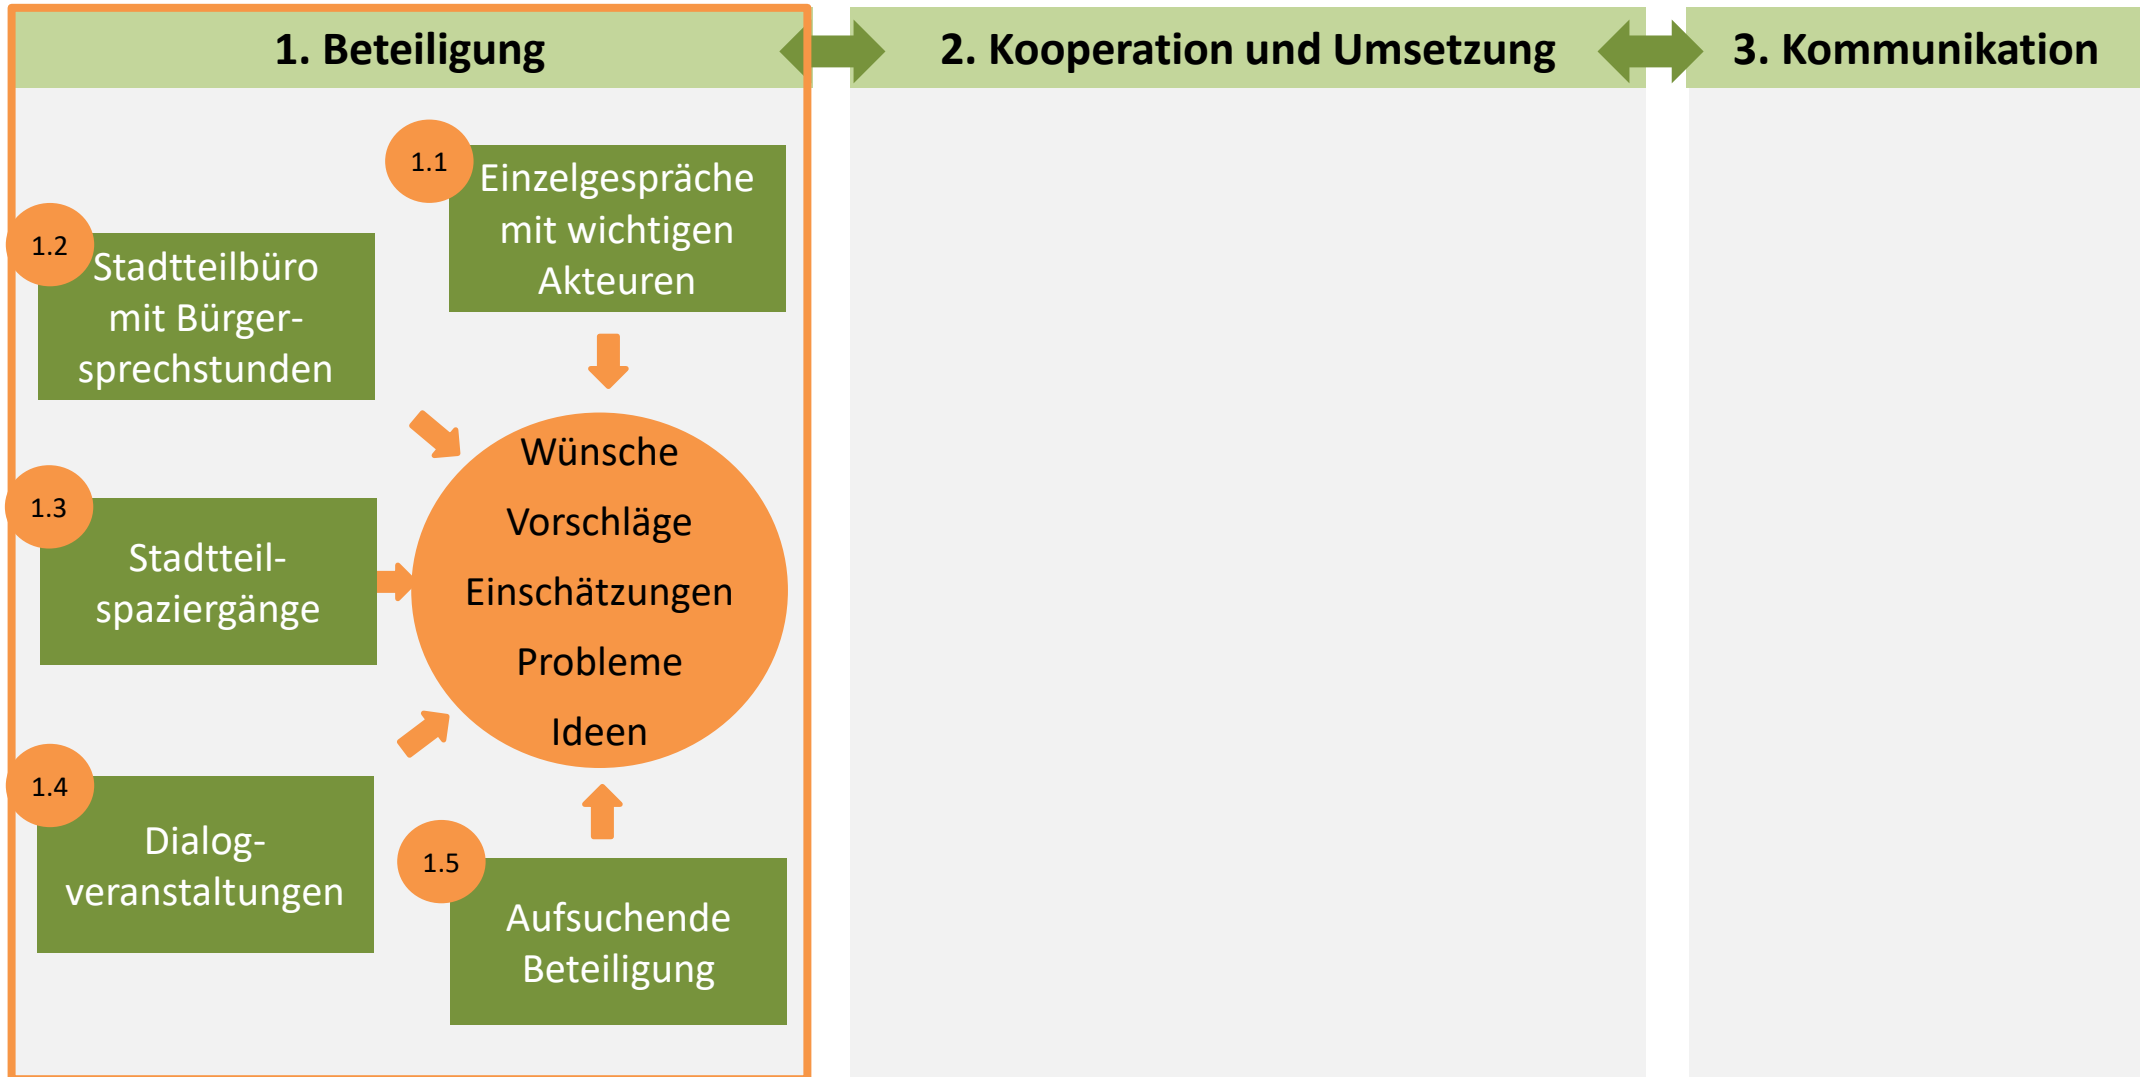 1. Beteiligung
2. Kooperation und Umsetzung
3. Kommunikation
1.1
Einzelgespräche
mit wichtigen
Akteuren
1.2
Stadtteilbüro
mit Bürger-
sprechstunden
1.3
Stadtteil-
spaziergänge
1.4
Dialog-
veranstaltungen
1.5
Aufsuchende
Beteiligung
Wünsche
Vorschläge
Einschätzungen
Probleme
Ideen